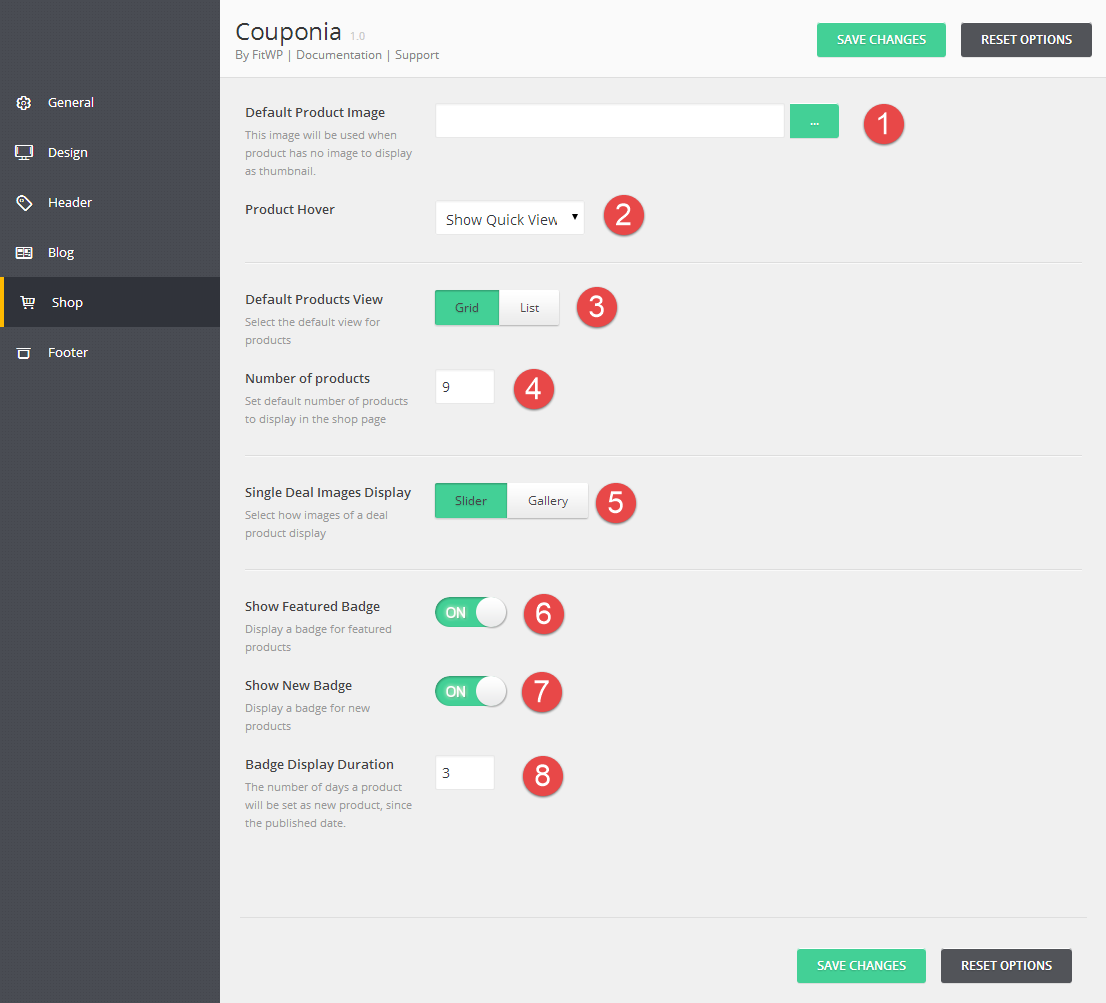 Couponia 1.0
By FitWP | Documentation | Support
SAVE CHANGES
RESET OPTIONS
General
Design
Header
Blog
Shop
Footer
Default Product Image
This image will be used when
product has no image to display
as thumbnail.
...
1
Product Hover
Show Quick View
2
Default Products View
Select the default view for
products
Grid
List
3
Number of products
Set default number of products
to display in the shop page
9
4
Single Deal Images Display
Select how images of a deal
product display
Slider
Gallery
5
Show Featured Badge
Display a badge for featured
products
ON
6
Show New Badge
Display a badge for new
products
ON
7
Badge Display Duration
The number of days a product
will be set as new product, since
the published date.
3
8
SAVE CHANGES
RESET OPTIONS